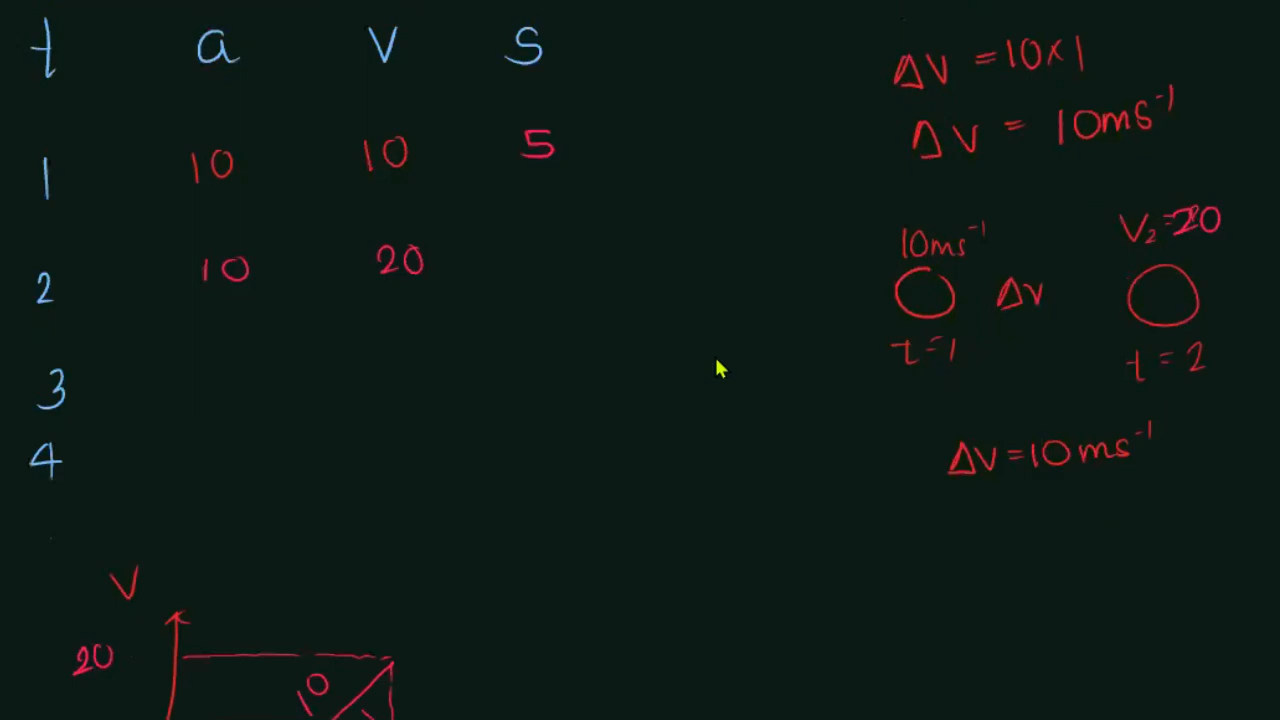 t a v s
1 10 10 5
2 10 20
3
4
ΔV = 10 × 1
ΔV = 10ms⁻¹
10ms⁻¹ V₂ = 20
ΔV
t = 1 t = 2
ΔV = 10ms⁻¹
V
20
10